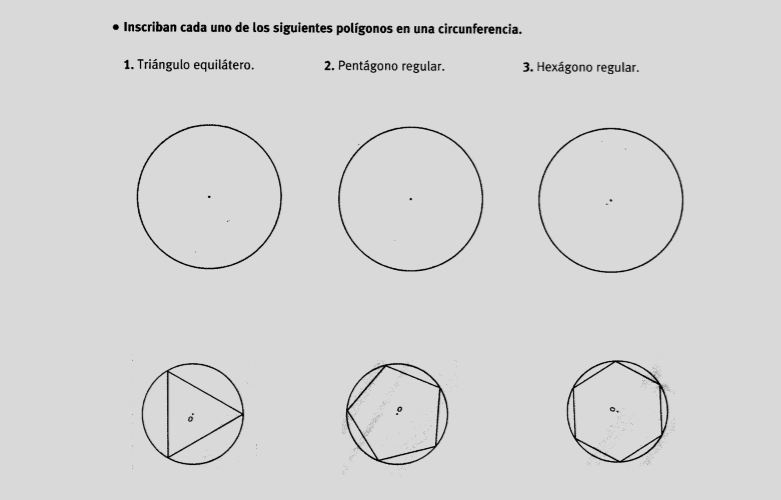 • Inscriban cada uno de los siguientes polígonos en una circunferencia.
1. Triángulo equilátero.
2. Pentágono regular.
3. Hexágono regular.
o
o
o